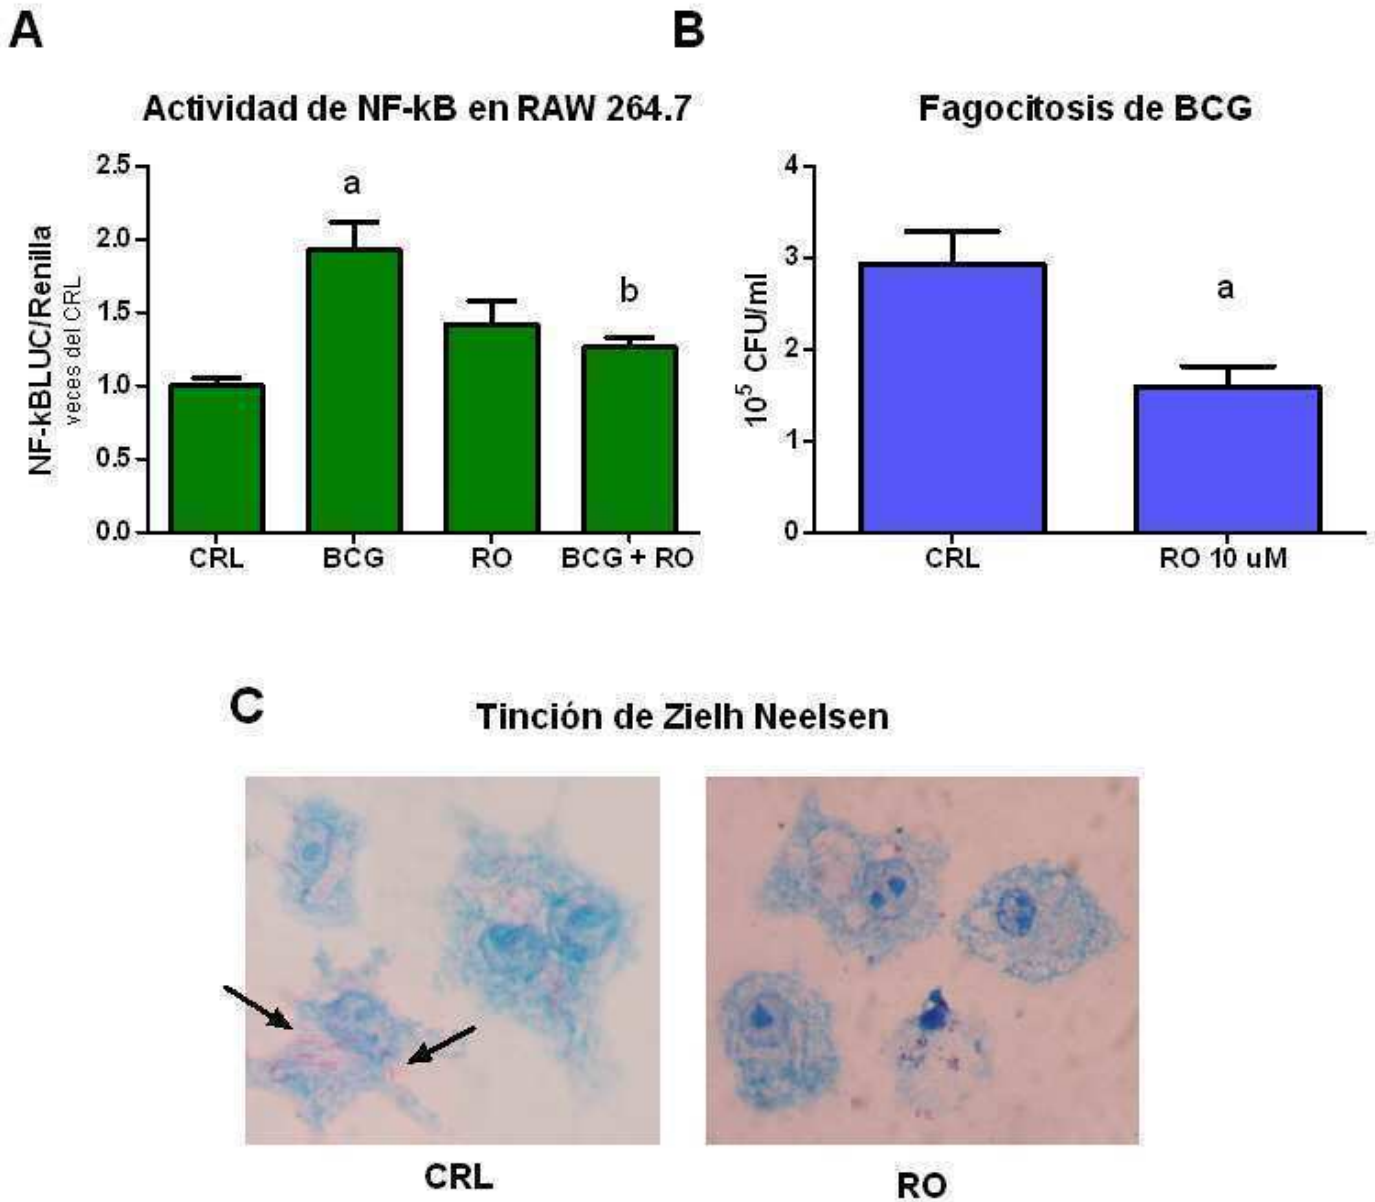 A
Actividad de NF-kB en RAW 264.7
NF-kBLUC/Renilla
veces del CRL
2.5
2.0
1.5
1.0
0.5
0.0
a
b
CRL
BCG
RO
BCG + RO
B
Fagocitosis de BCG
10⁵ CFU/ml
4
3
2
1
0
a
CRL
RO 10 uM
C
Tinción de Zielh Neelsen
CRL
RO